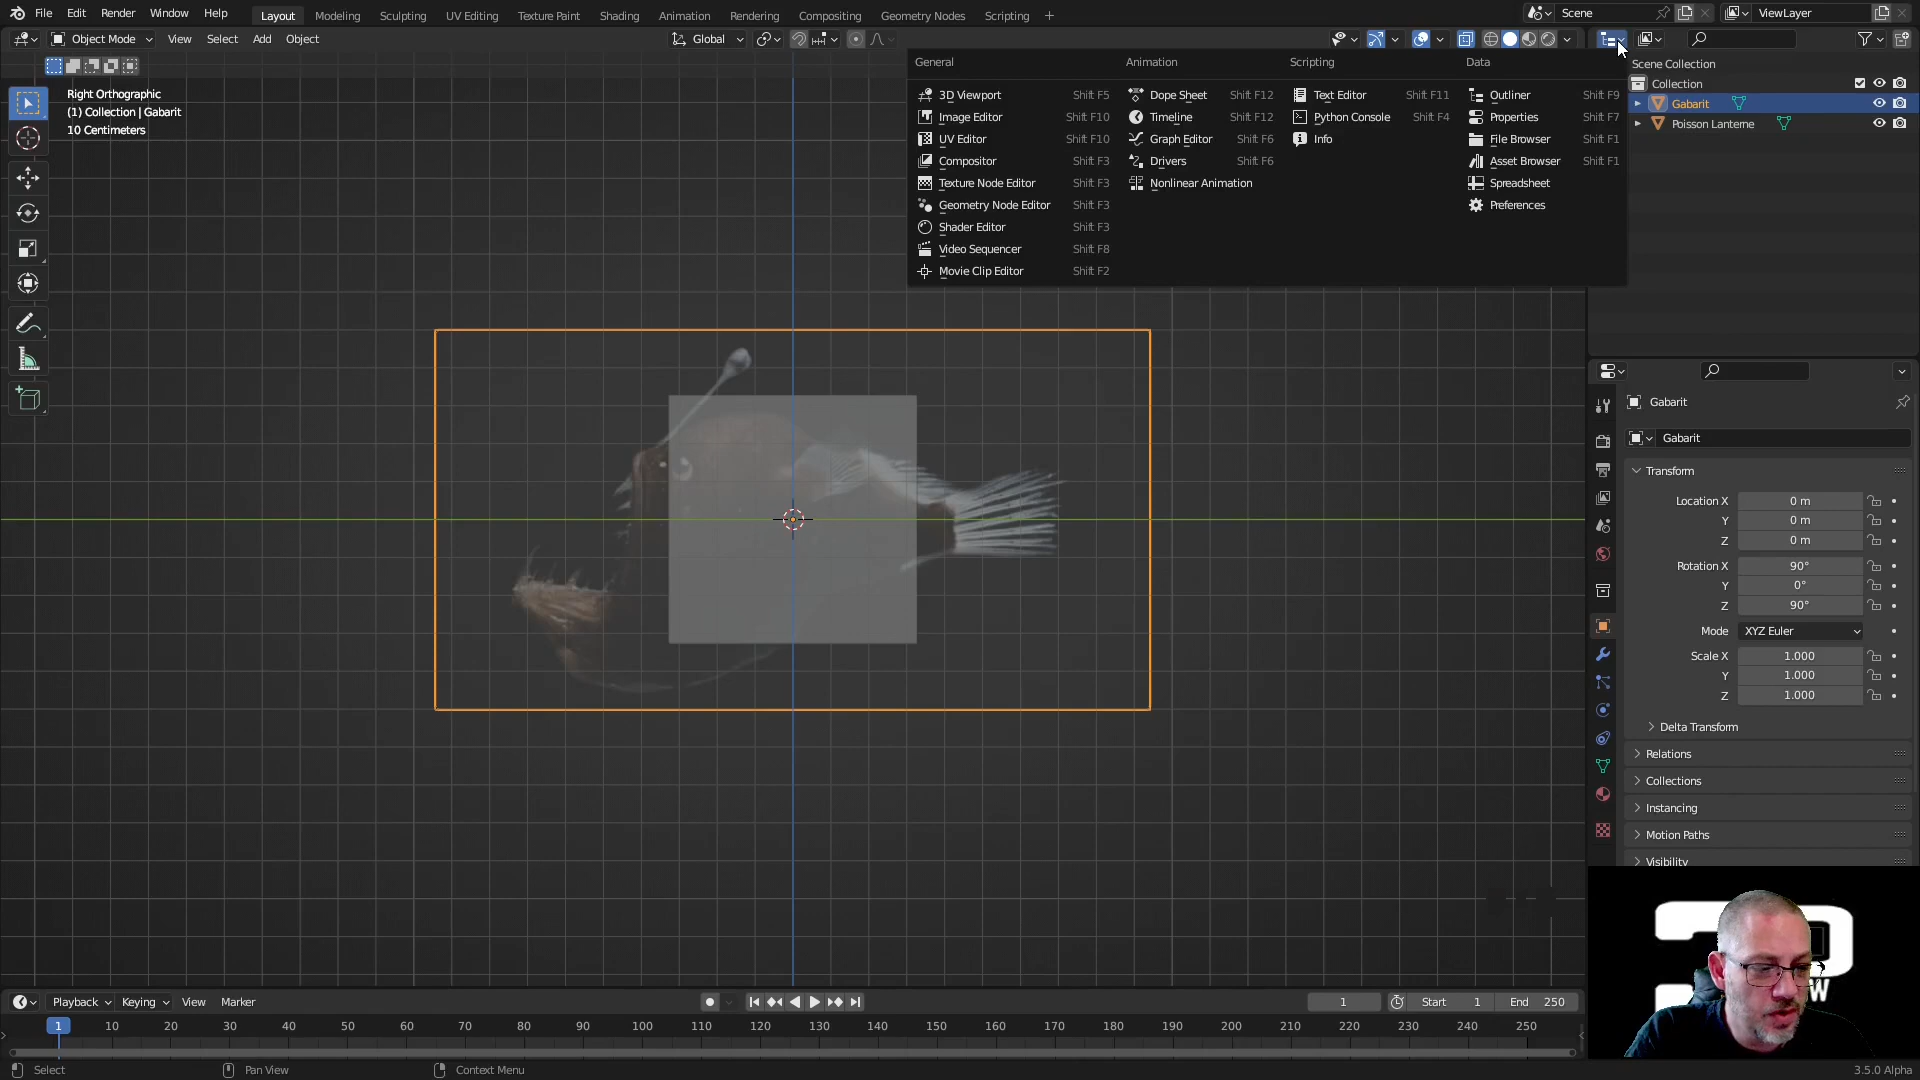 File Edit Render Window Help Layout Modeling Sculpting UV Editing Texture Paint Shading Animation Rendering Compositing Geometry Nodes Scripting + Scene ViewLayer
Object Mode View Select Add Object Global
Right Orthographic
(1) Collection | Gabarit
10 Centimeters
General
3D Viewport Shift F5
Image Editor Shift F10
UV Editor Shift F10
Compositor Shift F3
Texture Node Editor Shift F3
Geometry Node Editor Shift F3
Shader Editor Shift F3
Video Sequencer Shift F8
Movie Clip Editor Shift F2
Animation
Dope Sheet Shift F12
Timeline Shift F12
Graph Editor Shift F6
Drivers Shift F6
Nonlinear Animation
Scripting
Text Editor Shift F11
Python Console Shift F4
Info
Data
Outliner Shift F9
Properties Shift F7
File Browser Shift F1
Asset Browser Shift F1
Spreadsheet
Preferences
Scene Collection
Collection
Gabarit
Poisson Lanterne
Gabarit
Gabarit
Transform
Location X 0 m
Y 0 m
Z 0 m
Rotation X 90°
Y 0°
Z 90°
Mode XYZ Euler
Scale X 1.000
Y 1.000
Z 1.000
Delta Transform
Relations
Collections
Instancing
Motion Paths
Visibility
Playback Keying View Marker 1 Start 1 End 250
1 10 20 30 40 50 60 70 80 90 100 110 120 130 140 150 160 170 180 190 200 210 220 230 240 250
Select Pan View Context Menu 3.5.0 Alpha